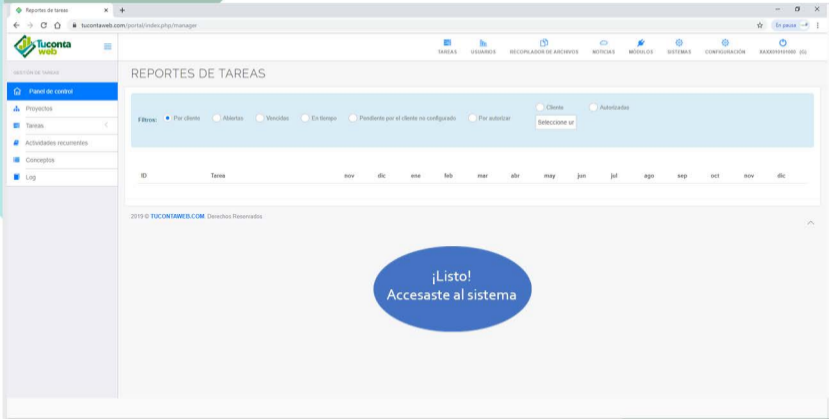 Reportes de tareas
tucontaweb.com/portal/index.php/manager
En pausa
Tuconta
web
TAREAS
USUARIOS
RECOPILADOR DE ARCHIVOS
NOTICIAS
MÓDULOS
SISTEMAS
CONFIGURACIÓN
GESTIÓN DE TAREAS
REPORTES DE TAREAS
Panel de control
Proyectos
Tareas
Actividades recurrentes
Conceptos
Log
Filtros: Por cliente Abiertas Vencidas En tiempo Pendiente por el cliente no configurado Por autorizar Cliente Autorizadas
Seleccione ur
ID Tarea nov dic ene feb mar abr may jun jul ago sep oct nov dic
2019 © TUCONTAWEB.COM. Derechos Reservados.
¡Listo!
Accesaste al sistema